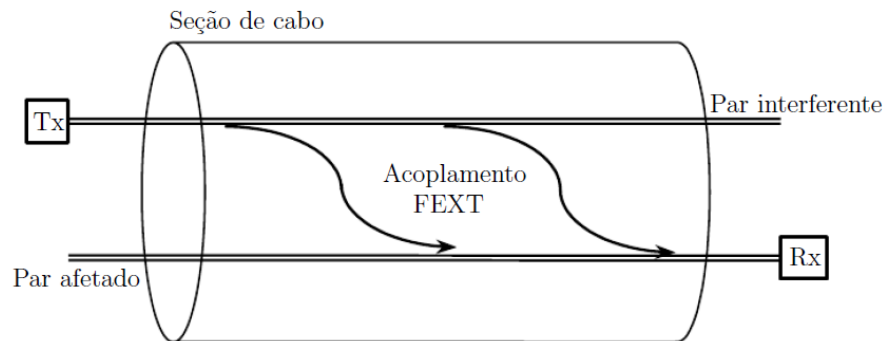 Seção de cabo
Tx
Par interferente
Acoplamento
FEXT
Par afetado
Rx